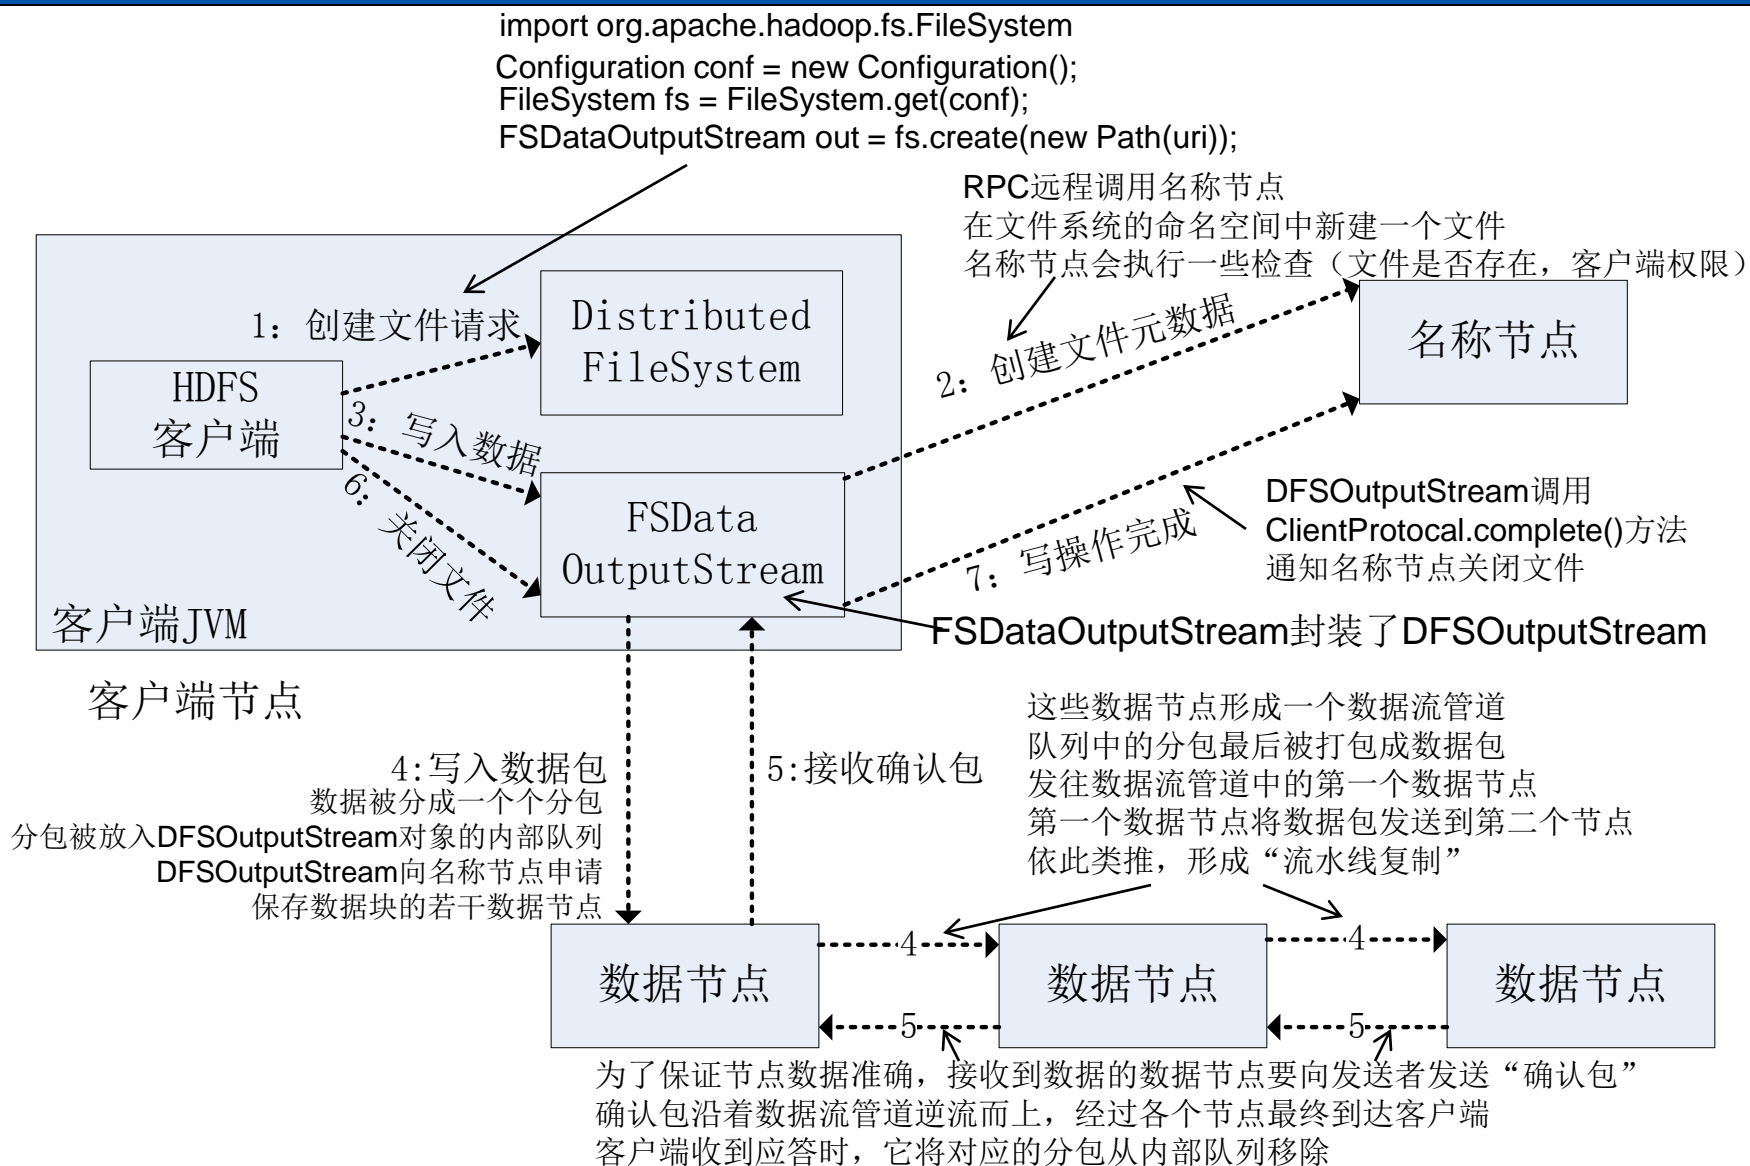 import org.apache.hadoop.fs.FileSystem
Configuration conf = new Configuration();
FileSystem fs = FileSystem.get(conf);
FSDataOutputStream out = fs.create(new Path(uri));
RPC远程调用名称节点
在文件系统的命名空间中新建一个文件
名称节点会执行一些检查（文件是否存在，客户端权限）
1：创建文件请求
Distributed
FileSystem
2：创建文件元数据
名称节点
HDFS
客户端
3：写入数据
6：关闭文件
FSData
OutputStream
7：写操作完成
DFSOutputStream调用
ClientProtocal.complete()方法
通知名称节点关闭文件
客户端JVM
FSDataOutputStream封装了DFSOutputStream
客户端节点
这些数据节点形成一个数据流管道
队列中的分包最后被打包成数据包
发往数据流管道中的第一个数据节点
第一个数据节点将数据包发送到第二个节点
依此类推，形成“流水线复制”
4:写入数据包
数据被分成一个个分包
分包被放入DFSOutputStream对象的内部队列
DFSOutputStream向名称节点申请
保存数据块的若干数据节点
5:接收确认包
数据节点
4
数据节点
4
数据节点
5
5
为了保证节点数据准确，接收到数据的数据节点要向发送者发送“确认包”
确认包沿着数据流管道逆流而上，经过各个节点最终到达客户端
客户端收到应答时，它将对应的分包从内部队列移除